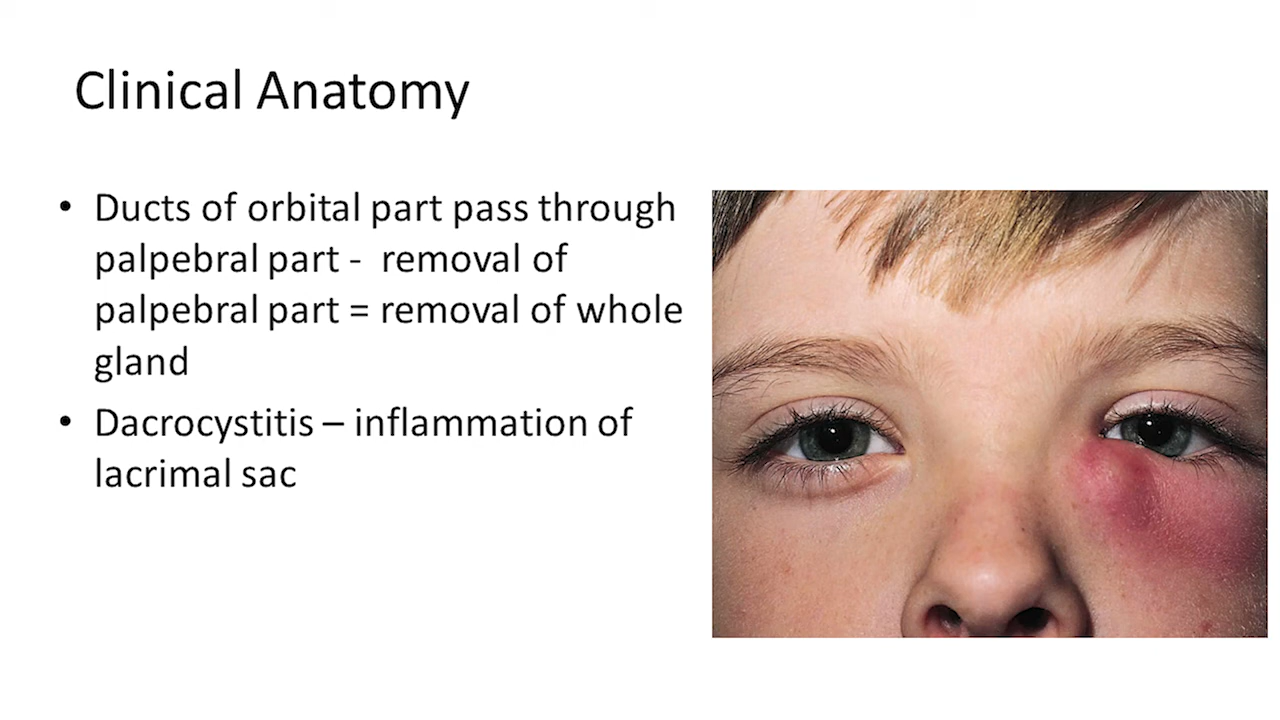 Clinical Anatomy
• Ducts of orbital part pass through
palpebral part - removal of
palpebral part = removal of whole
gland
• Dacrocystitis – inflammation of
lacrimal sac